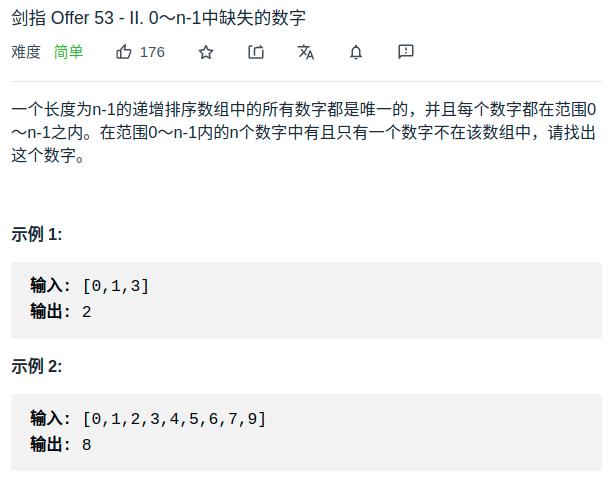 剑指 Offer 53 - II. 0～n-1中缺失的数字
难度 简单 176
一个长度为n-1的递增排序数组中的所有数字都是唯一的，并且每个数字都在范围0
～n-1之内。在范围0～n-1内的n个数字中有且只有一个数字不在该数组中，请找出
这个数字。
示例 1:
输入: [0,1,3]
输出: 2
示例 2:
输入: [0,1,2,3,4,5,6,7,9]
输出: 8